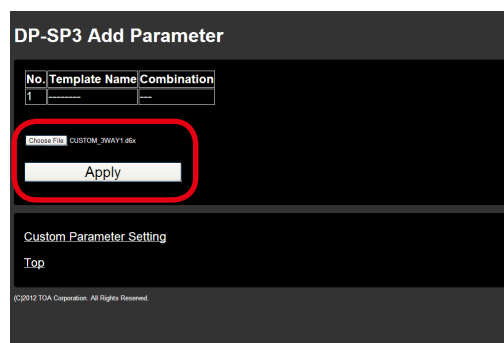 DP-SP3 Add Parameter
No. Template Name Combination
1 -------- ---
Choose File CUSTOM_3WAY1.d6x
Apply
Custom Parameter Setting
Top
(C)2012 TOA Corporation. All Rights Reserved.